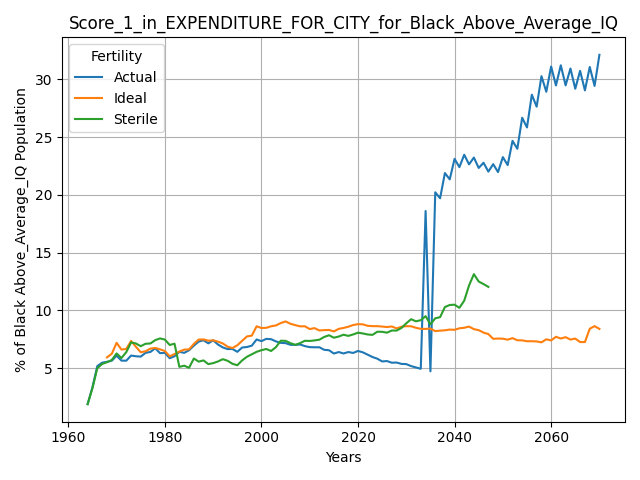 Score_1_in_EXPENDITURE_FOR_CITY_for_Black_Above_Average_IQ
Fertility
Actual
Ideal
Sterile
% of Black Above_Average_IQ Population
30
25
20
15
10
5
1960 1980 2000 2020 2040 2060
Years